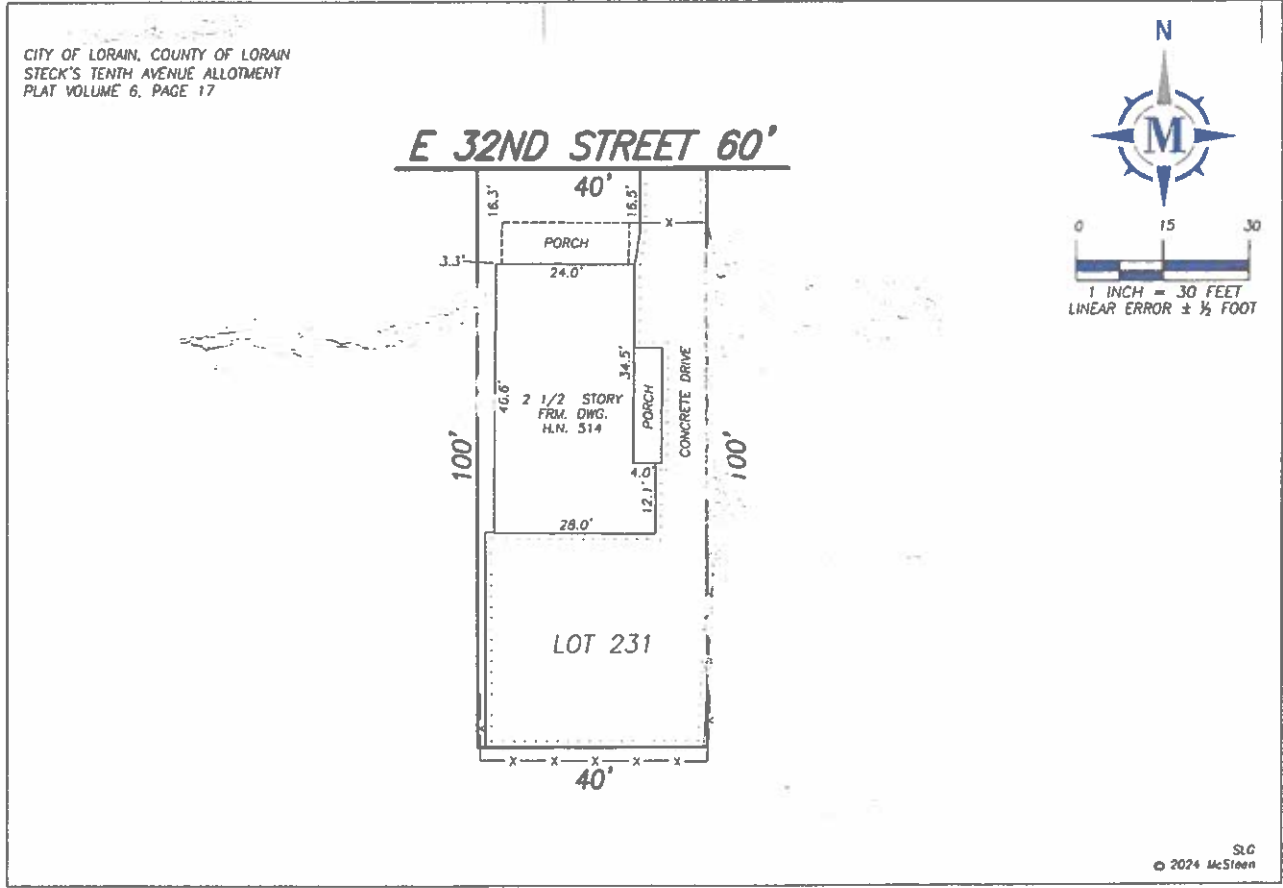 CITY OF LORAIN, COUNTY OF LORAIN
STECK'S TENTH AVENUE ALLOTMENT
PLAT VOLUME 6, PAGE 17
N
M
E 32ND STREET 60'
40'
16.3'
16.5'
x
PORCH
3.3'
24.0'
0 15 30
1 INCH = 30 FEET
LINEAR ERROR ± ½ FOOT
34.5'
46.6'
2 1/2 STORY
FRM. DWG.
H.N. 514
PORCH
CONCRETE DRIVE
100'
100'
4.0'
12.1'
28.0'
LOT 231
x x x x x
40'
SLG
© 2024 McSteen